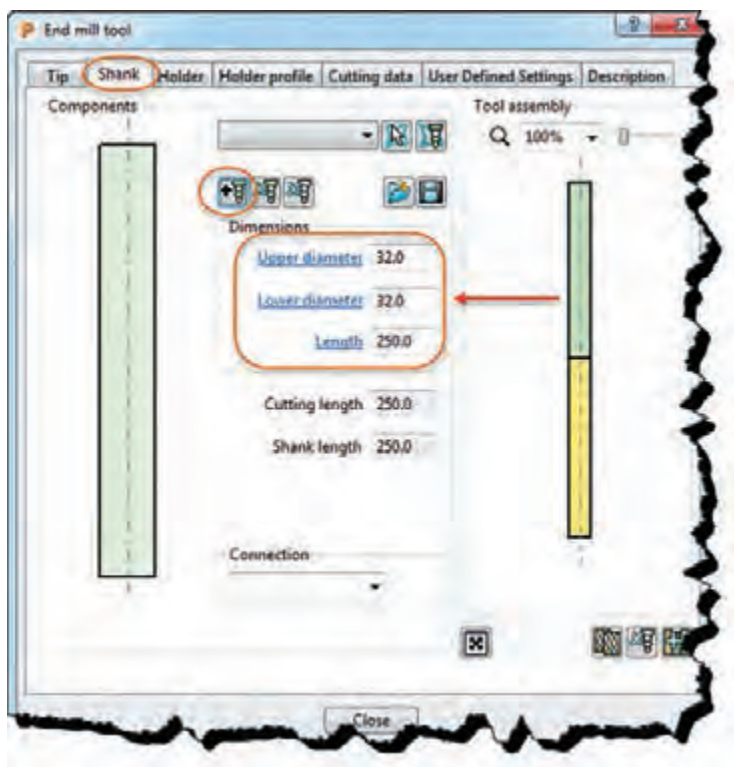 End mill tool
Tip Shank Holder Holder profile Cutting data User Defined Settings Description
Components
Tool assembly
100%
Dimensions
Upper diameter 32.0
Lower diameter 32.0
Length 250.0
Cutting length 250.0
Shank length 250.0
Connection
Close